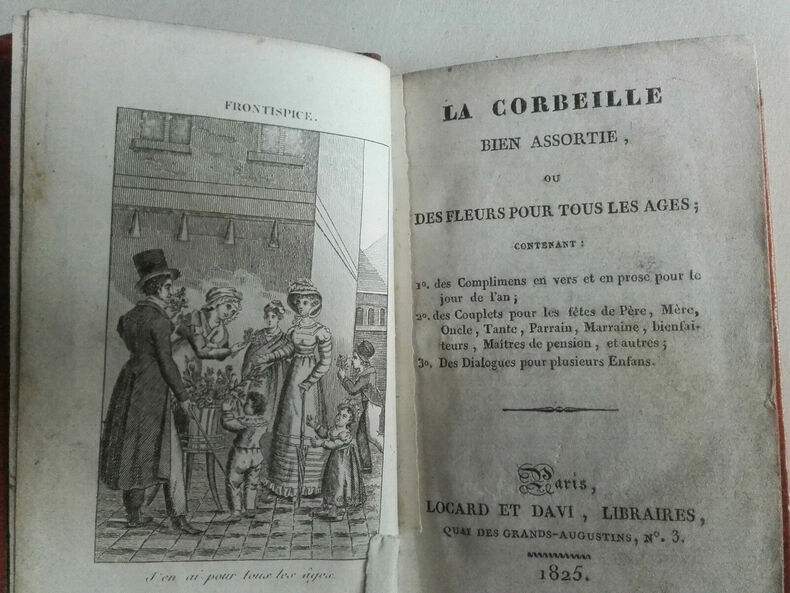 FRONTISPICE.
J'en ai pour tous les âges.
LA CORBEILLE
BIEN ASSORTIE,
OU
DES FLEURS POUR TOUS LES AGES;
CONTENANT:
1º. des Complimens en vers et en prose pour le
jour de l'an;
2º. des Couplets pour les fêtes de Père, Mère,
Oncle, Tante, Parrain, Marraine, bienfai-
teurs, Maîtres de pension, et autres;
3º. Des Dialogues pour plusieurs Enfans.
Paris,
LOCARD ET DAVI, LIBRAIRES,
QUAI DES GRANDS-AUGUSTINS, Nº. 3.
1825.